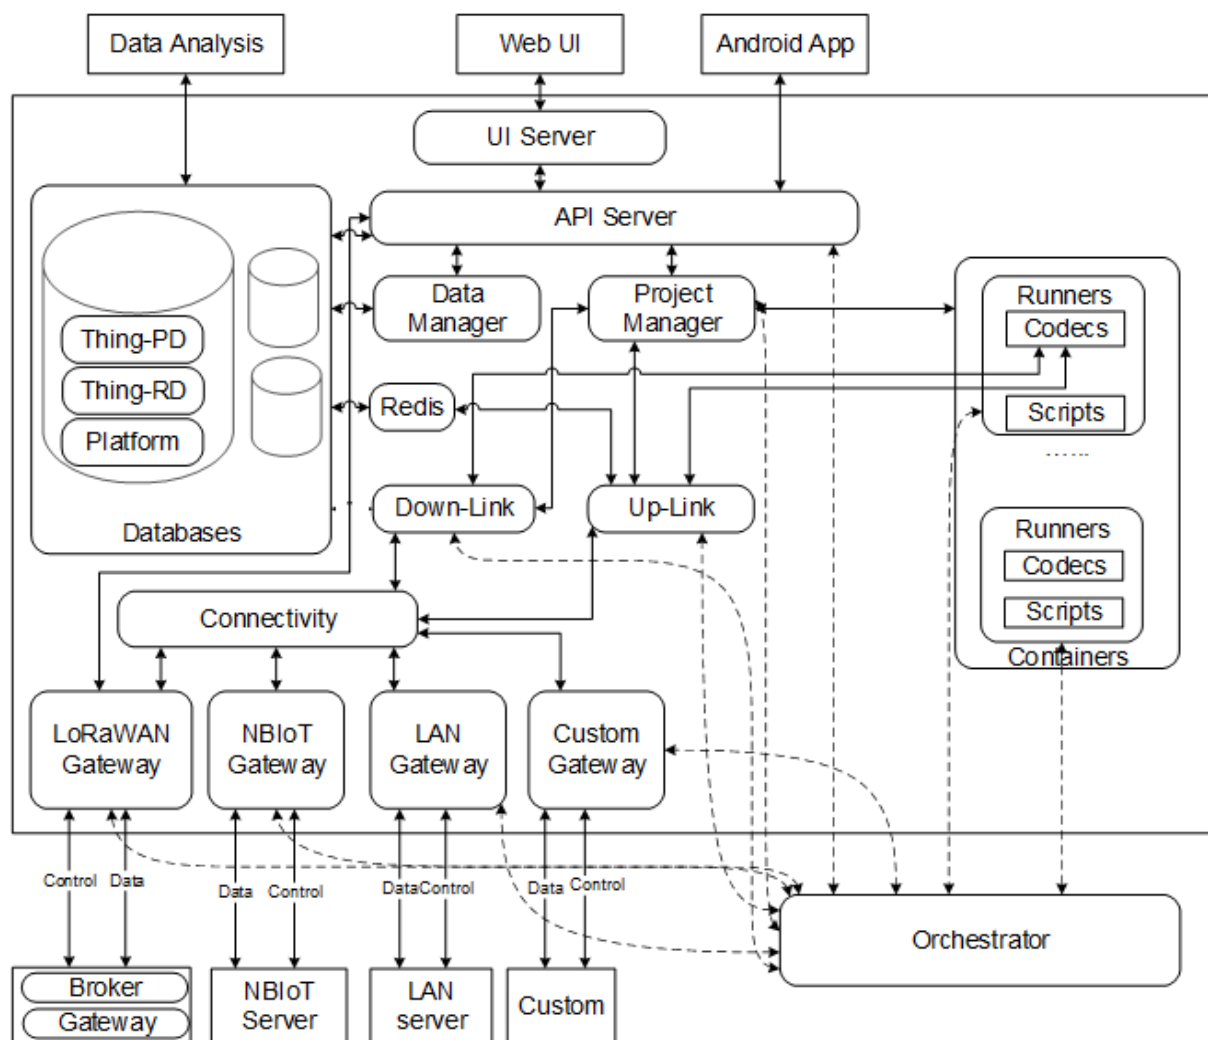 Data Analysis
Web UI
Android App
UI Server
API Server
Data
Manager
Project
Manager
Runners
Codecs
Scripts
......
Thing-PD
Thing-RD
Platform
Redis
Databases
Down-Link
Up-Link
Runners
Codecs
Scripts
Containers
Connectivity
LoRaWAN
Gateway
NBIoT
Gateway
LAN
Gateway
Custom
Gateway
Control
Data
Data
Control
Data
Control
Data
Control
Orchestrator
Broker
Gateway
NBIoT
Server
LAN
server
Custom